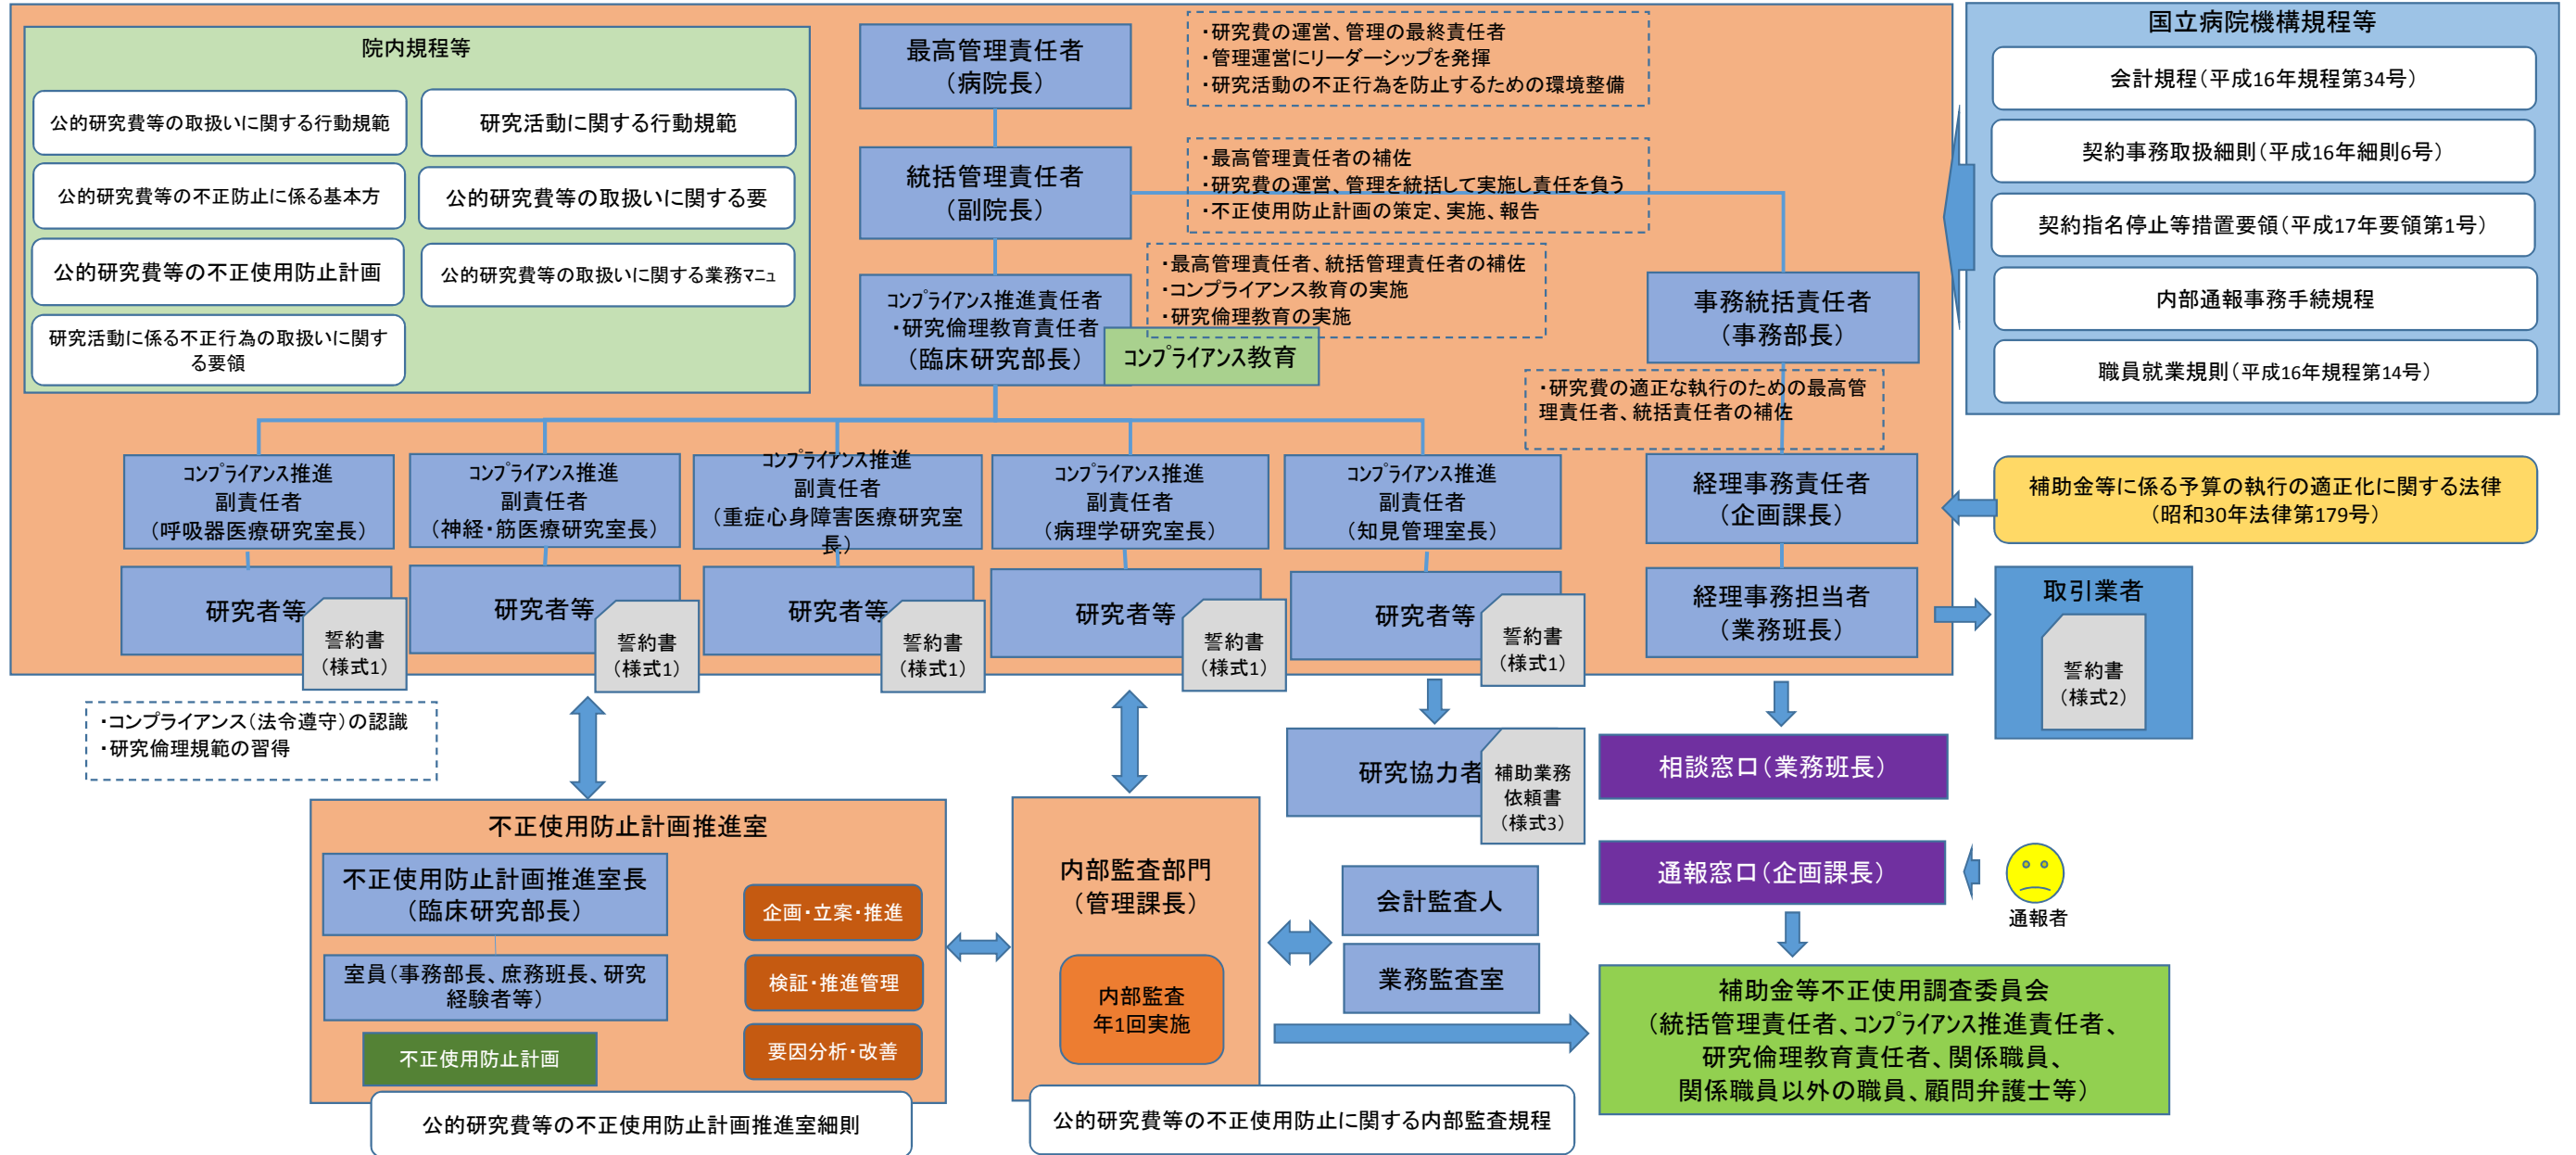 院内規程等
公的研究費等の取扱いに関する行動規範
研究活動に関する行動規範
公的研究費等の不正防止に係る基本方
公的研究費等の取扱いに関する要
公的研究費等の不正使用防止計画
公的研究費等の取扱いに関する業務ﾏﾆｭ
研究活動に係る不正行為の取扱いに関す
る要領
最高管理責任者
（病院長）
・研究費の運営、管理の最終責任者
・管理運営にリーダーシップを発揮
・研究活動の不正行為を防止するための環境整備
統括管理責任者
（副院長）
・最高管理責任者の補佐
・研究費の運営、管理を統括して実施し責任を負う
・不正使用防止計画の策定、実施、報告
ｺﾝﾌﾟﾗｲｱﾝｽ推進責任者
・研究倫理教育責任者
（臨床研究部長）
・最高管理責任者、統括管理責任者の補佐
・コンプライアンス教育の実施
・研究倫理教育の実施
ｺﾝﾌﾟﾗｲｱﾝｽ教育
事務統括責任者
（事務部長）
・研究費の適正な執行のための最高管
理責任者、統括責任者の補佐
国立病院機構規程等
会計規程（平成16年規程第34号）
契約事務取扱細則（平成16年細則6号）
契約指名停止等措置要領（平成17年要領第1号）
内部通報事務手続規程
職員就業規則（平成16年規程第14号）
ｺﾝﾌﾟﾗｲｱﾝｽ推進
副責任者
（呼吸器医療研究室長）
ｺﾝﾌﾟﾗｲｱﾝｽ推進
副責任者
（神経・筋医療研究室長）
ｺﾝﾌﾟﾗｲｱﾝｽ推進
副責任者
（重症心身障害医療研究室
長）
ｺﾝﾌﾟﾗｲｱﾝｽ推進
副責任者
（病理学研究室長）
ｺﾝﾌﾟﾗｲｱﾝｽ推進
副責任者
（知見管理室長）
経理事務責任者
（企画課長）
補助金等に係る予算の執行の適正化に関する法律
（昭和30年法律第179号）
研究者等
誓約書
（様式1）
研究者等
誓約書
（様式1）
研究者等
誓約書
（様式1）
研究者等
誓約書
（様式1）
研究者等
誓約書
（様式1）
経理事務担当者
（業務班長）
取引業者
誓約書
（様式2）
・コンプライアンス（法令遵守）の認識
・研究倫理規範の習得
研究協力者
補助業務
依頼書
（様式3）
相談窓口（業務班長）
通報窓口（企画課長）
通報者
不正使用防止計画推進室
不正使用防止計画推進室長
（臨床研究部長）
室員（事務部長、庶務班長、研究
経験者等）
不正使用防止計画
企画・立案・推進
検証・推進管理
要因分析・改善
公的研究費等の不正使用防止計画推進室細則
内部監査部門
（管理課長）
内部監査
年1回実施
公的研究費等の不正使用防止に関する内部監査規程
会計監査人
業務監査室
補助金等不正使用調査委員会
（統括管理責任者、ｺﾝﾌﾟﾗｲｱﾝｽ推進責任者、
研究倫理教育責任者、関係職員、
関係職員以外の職員、顧問弁護士等）